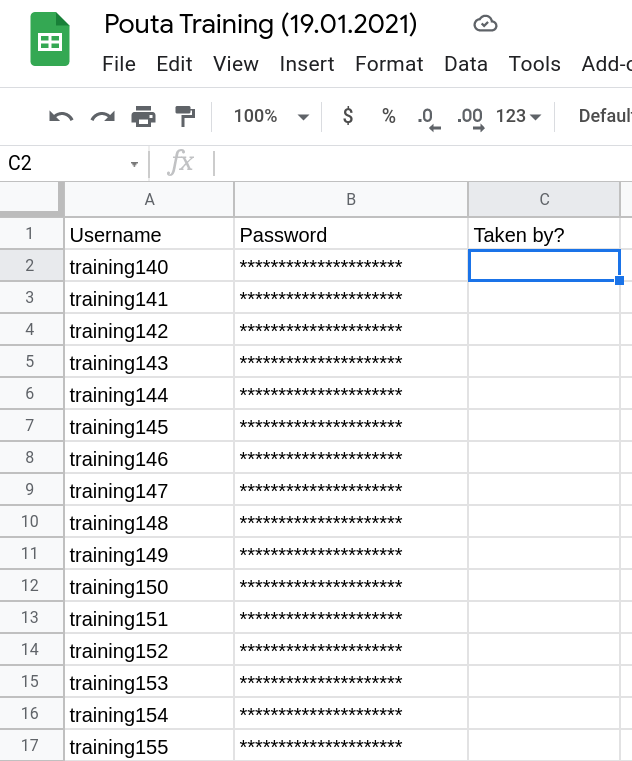 Pouta Training (19.01.2021)
File Edit View Insert Format Data Tools
100% $ % .0 .00 123
C2 fx
A B C
1 Username Password Taken by?
2 training140 *********************
3 training141 *********************
4 training142 *********************
5 training143 *********************
6 training144 *********************
7 training145 *********************
8 training146 *********************
9 training147 *********************
10 training148 *********************
11 training149 *********************
12 training150 *********************
13 training151 *********************
14 training152 *********************
15 training153 *********************
16 training154 *********************
17 training155 *********************